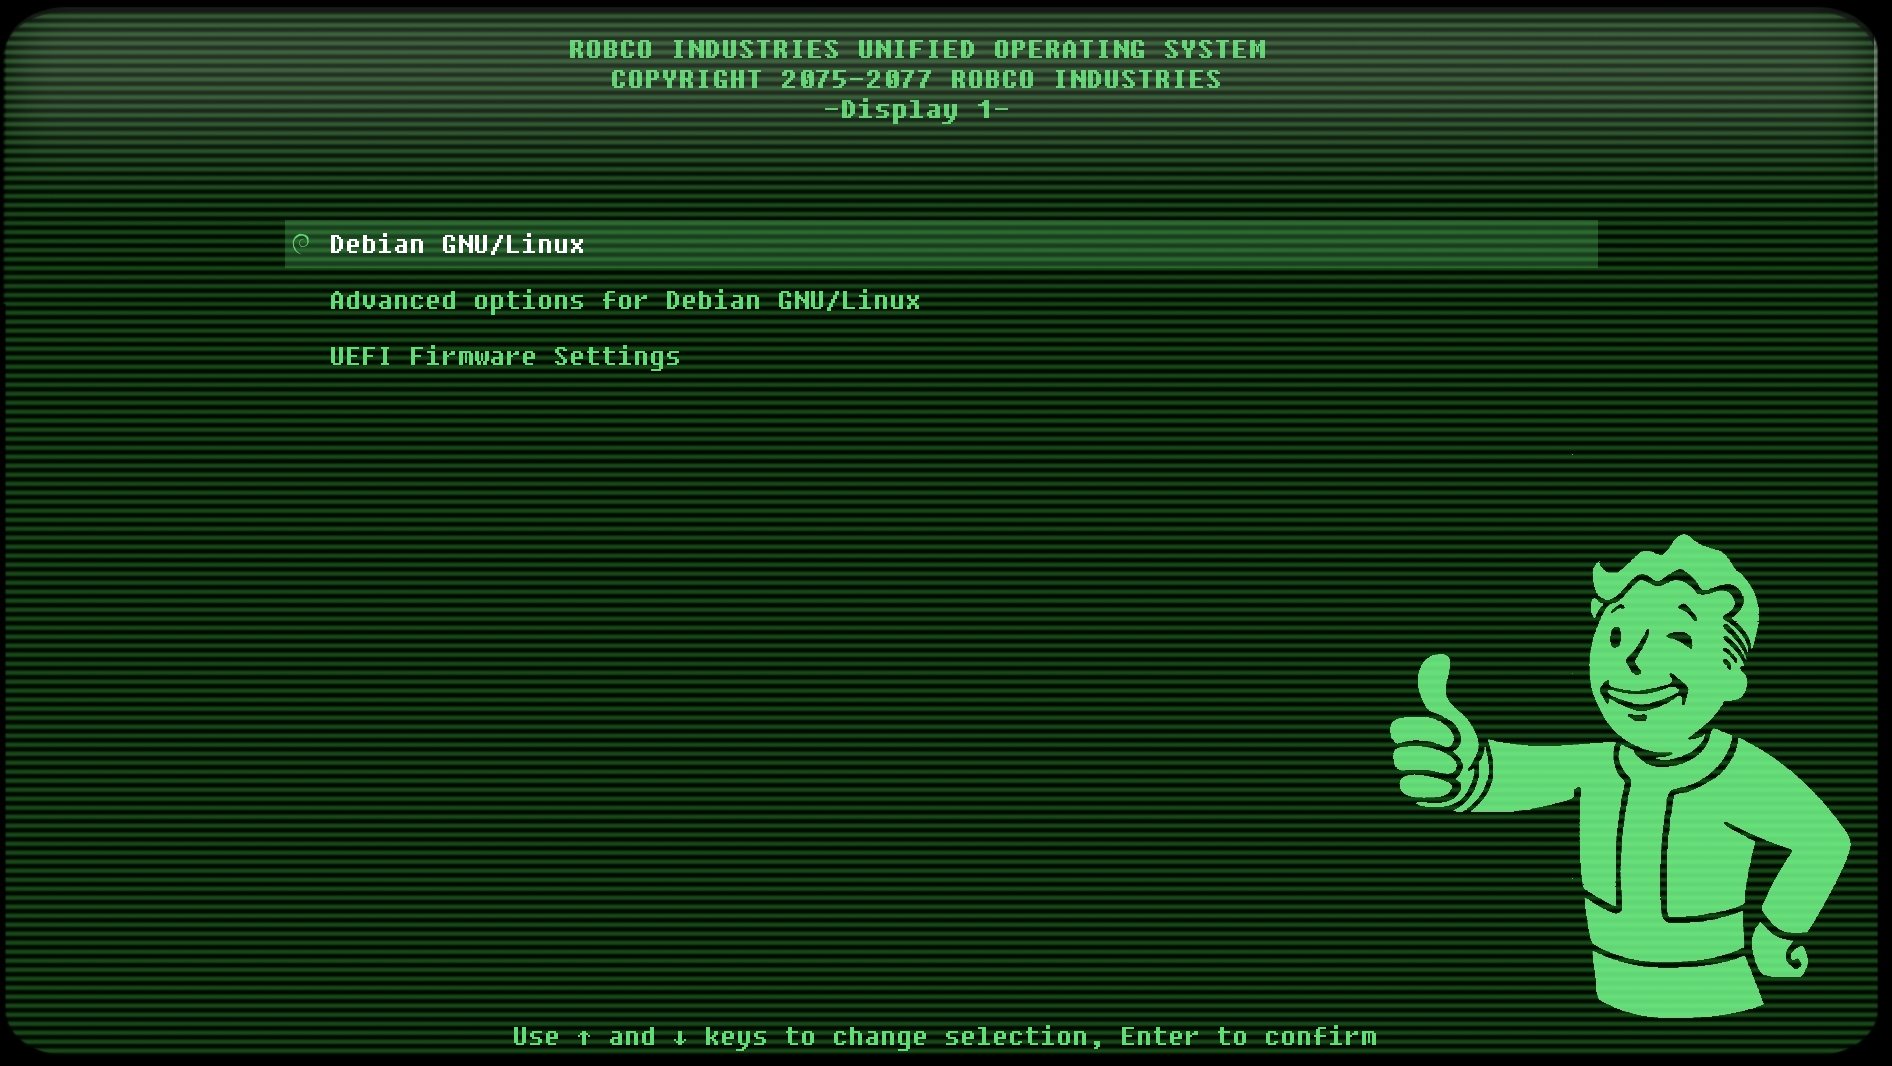 ROBCO INDUSTRIES UNIFIED OPERATING SYSTEM
COPYRIGHT 2075-2077 ROBCO INDUSTRIES
-Display 1-
Debian GNU/Linux
Advanced options for Debian GNU/Linux
UEFI Firmware Settings
Use ↑ and ↓ keys to change selection, Enter to confirm